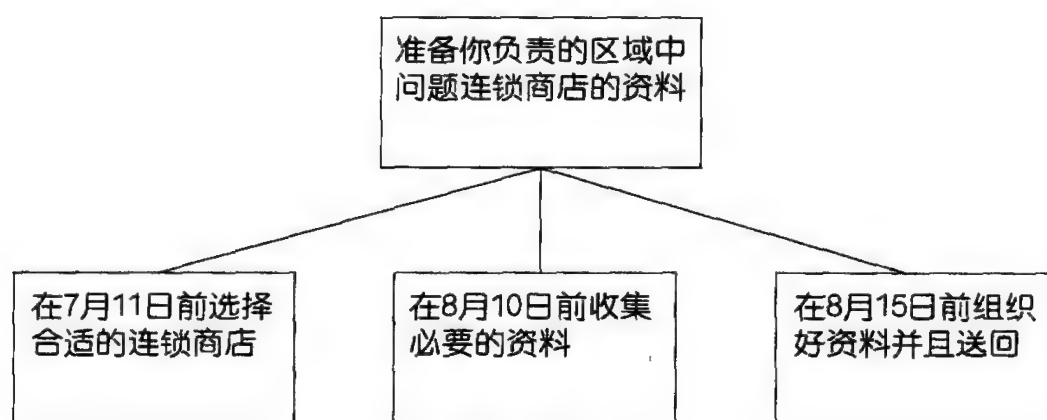 准备你负责的区域中
问题连锁商店的资料
在7月11日前选择
合适的连锁商店
在8月10日前收集
必要的资料
在8月15日前组织
好资料并且送回